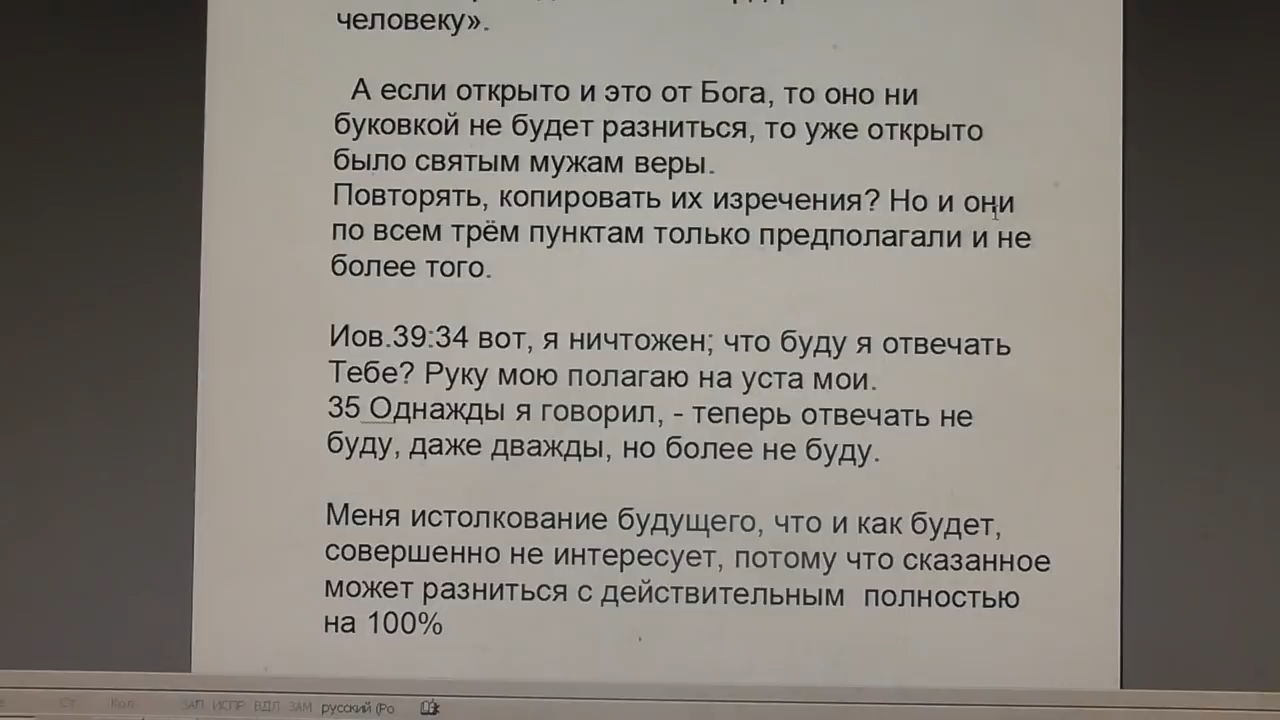 человеку».
А если открыто и это от Бога, то оно ни
буковкой не будет разниться, то уже открыто
было святым мужам веры.
Повторять, копировать их изречения? Но и они
по всем трём пунктам только предполагали и не
более того.
Иов.39:34 вот, я ничтожен; что буду я отвечать
Тебе? Руку мою полагаю на уста мои.
35 Однажды я говорил, - теперь отвечать не
буду, даже дважды, но более не буду.
Меня истолкование будущего, что и как будет,
совершенно не интересует, потому что сказанное
может разниться с действительным полностью
на 100%
Ст Кол ЗАП ИСПР ВДЛ ЗАМ русский (Ро